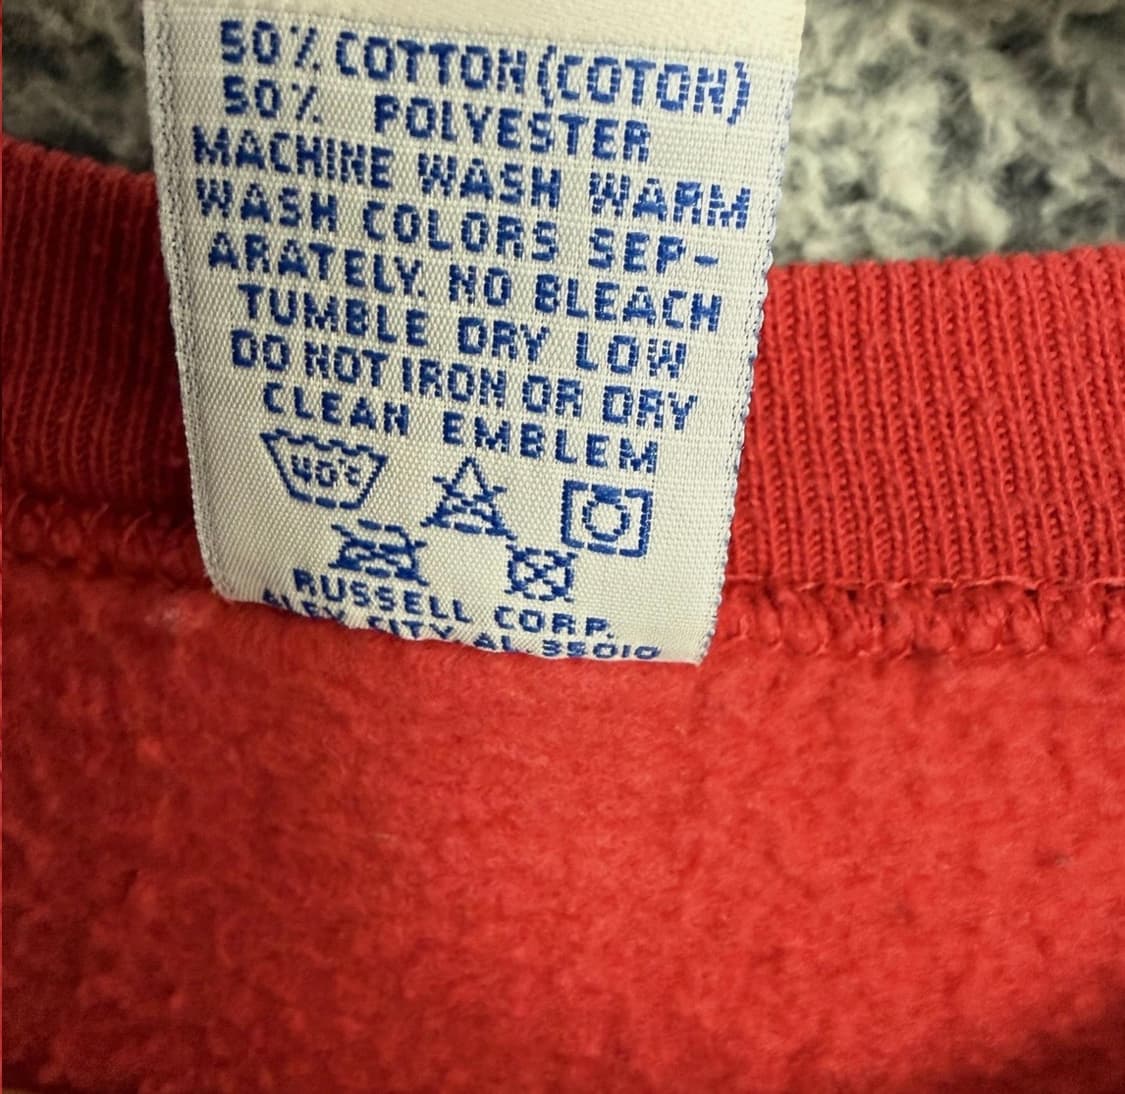 50% COTTON (COTON)
50% POLYESTER
MACHINE WASH WARM
WASH COLORS SEP-
ARATELY. NO BLEACH
TUMBLE DRY LOW
DO NOT IRON OR DRY
CLEAN EMBLEM
40°C
RUSSELL CORP.
ALEX CITY AL 35010